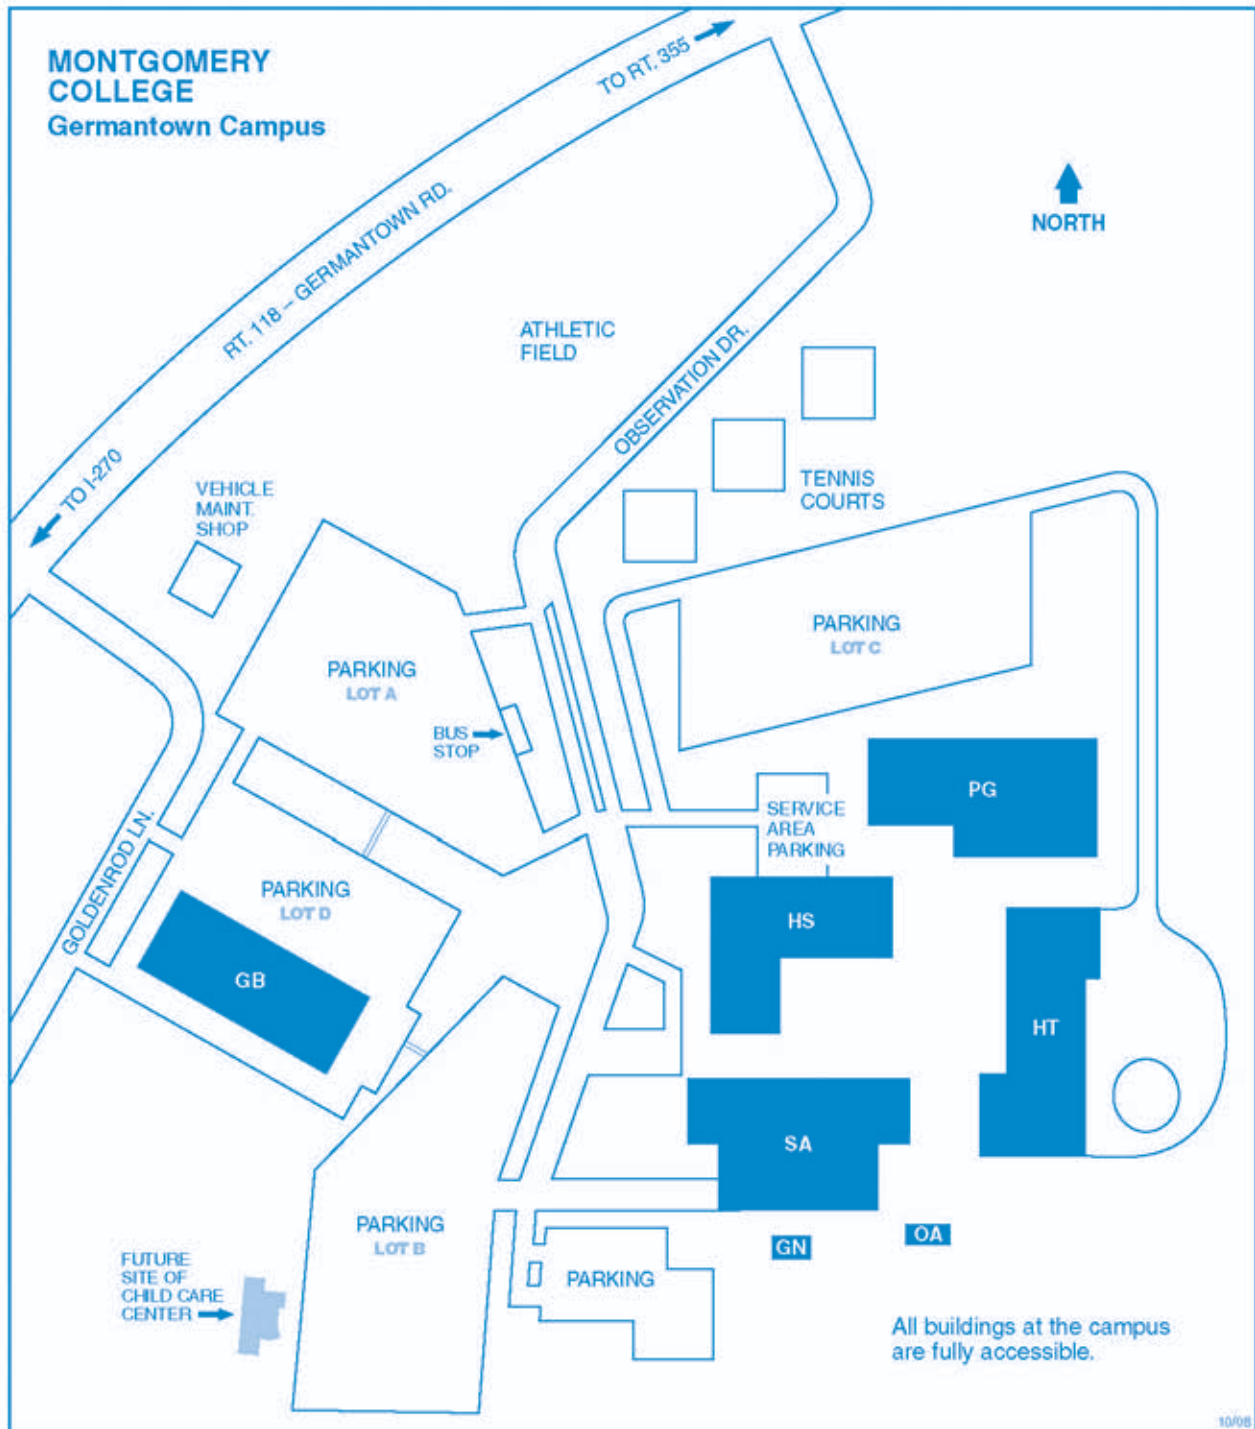 MONTGOMERY
COLLEGE
Germantown Campus
TO RT. 355
NORTH
RT. 118 – GERMANTOWN RD.
ATHLETIC
FIELD
OBSERVATION DR.
TO I-270
VEHICLE
MAINT.
SHOP
TENNIS
COURTS
PARKING
LOT C
PARKING
LOT A
BUS
STOP
PG
SERVICE
AREA
PARKING
GOLDENROD LN.
PARKING
LOT D
HS
GB
HT
SA
PARKING
LOT B
GN
OA
FUTURE
SITE OF
CHILD CARE
CENTER
PARKING
All buildings at the campus
are fully accessible.
10/08